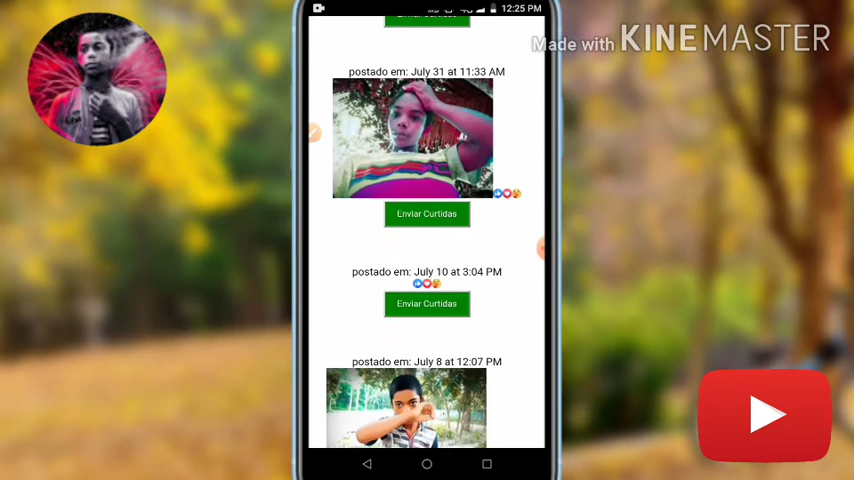 12:25 PM
Made with KINEMASTER
Enviar Curtidas
postado em: July 31 at 11:33 AM
Enviar Curtidas
postado em: July 10 at 3:04 PM
Enviar Curtidas
postado em: July 8 at 12:07 PM